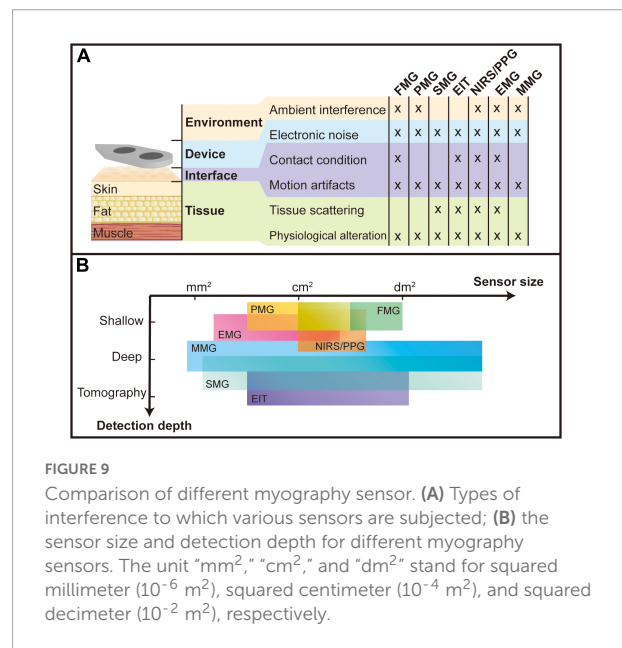 A
FMG PMG SMG EIT NIRS/PPG EMG MMG
Environment Ambient interference x x x x x
Electronic noise x x x x x x x
Device Contact condition x x x x
Interface Motion artifacts x x x x x x x
Skin
Fat Tissue Tissue scattering x x x x
Muscle Physiological alteration x x x x x x x
B
mm² cm² dm² Sensor size
Shallow PMG FMG
EMG NIRS/PPG
Deep MMG
SMG
Tomography EIT
Detection depth
FIGURE 9
Comparison of different myography sensor. (A) Types of
interference to which various sensors are subjected; (B) the
sensor size and detection depth for different myography
sensors. The unit “mm²,” “cm²,” and “dm²” stand for squared
millimeter (10⁻⁶ m²), squared centimeter (10⁻⁴ m²), and squared
decimeter (10⁻² m²), respectively.